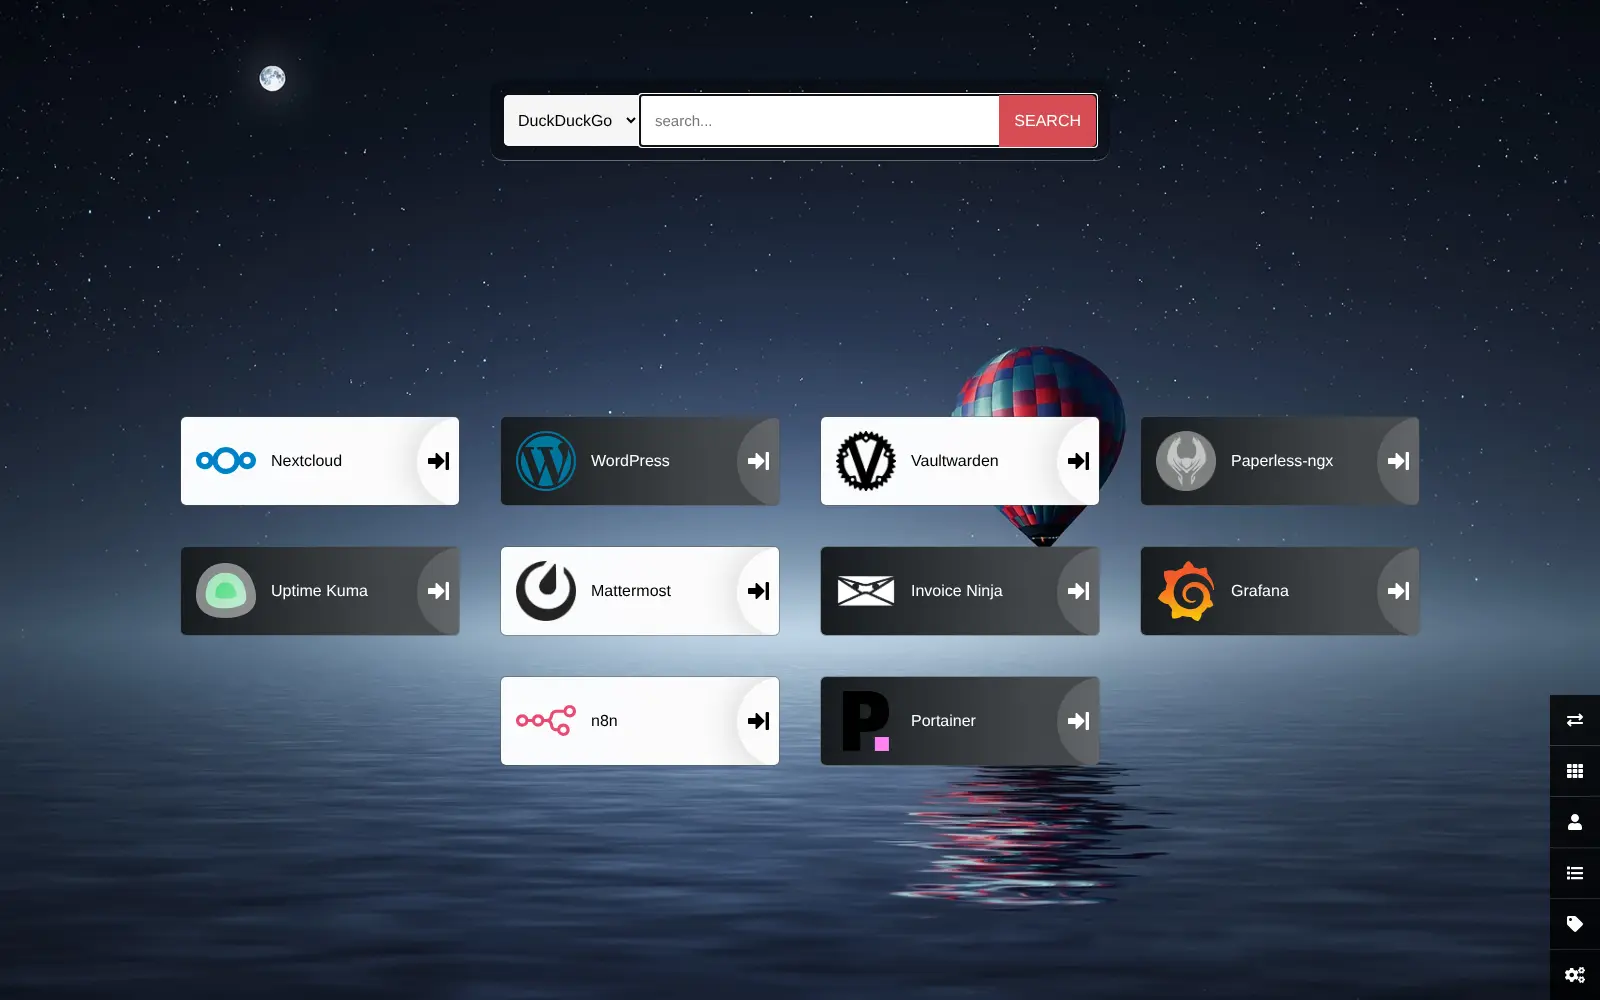 DuckDuckGo search... SEARCH
Nextcloud
WordPress
Vaultwarden
Paperless-ngx
Uptime Kuma
Mattermost
Invoice Ninja
Grafana
n8n
Portainer